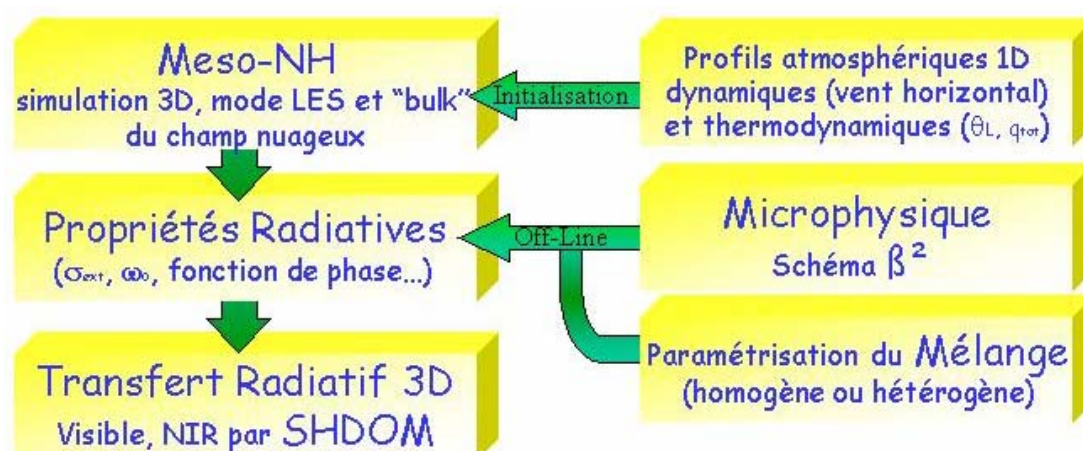 Meso-NH
simulation 3D, mode LES et “bulk”
du champ nuageux
Initialisation
Profils atmosphériques 1D
dynamiques (vent horizontal)
et thermodynamiques (θL, qtot)
Propriétés Radiatives
(σext, ω0, fonction de phase...)
Off-Line
Microphysique
Schéma β²
Paramétrisation du Mélange
(homogène ou hétérogène)
Transfert Radiatif 3D
Visible, NIR par SHDOM